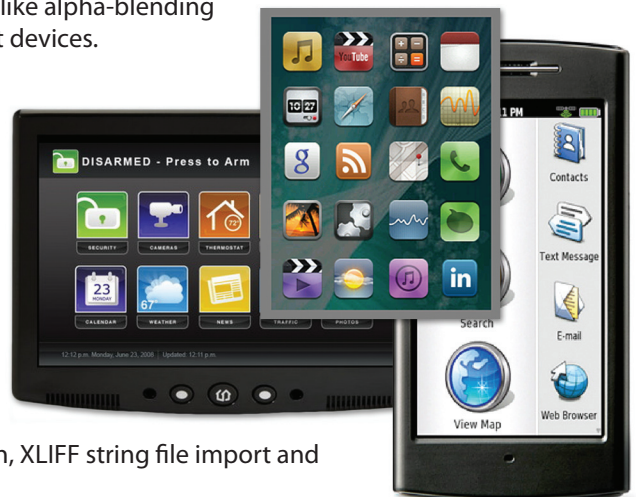 like alpha-blending
t devices.
YouTube
10 27
g
in
1 PM
DISARMED - Press to Arm
SECURITY
CAMERAS
72°
THERMOSTAT
23
MONDAY
CALENDAR
67°
WEATHER
NEWS
TRAFFIC
PHOTOS
12:12 p.m. Monday, June 23, 2008 | Updated: 12:11 p.m.
Contacts
Text Message
Search
E-mail
View Map
Web Browser
n, XLIFF string file import and